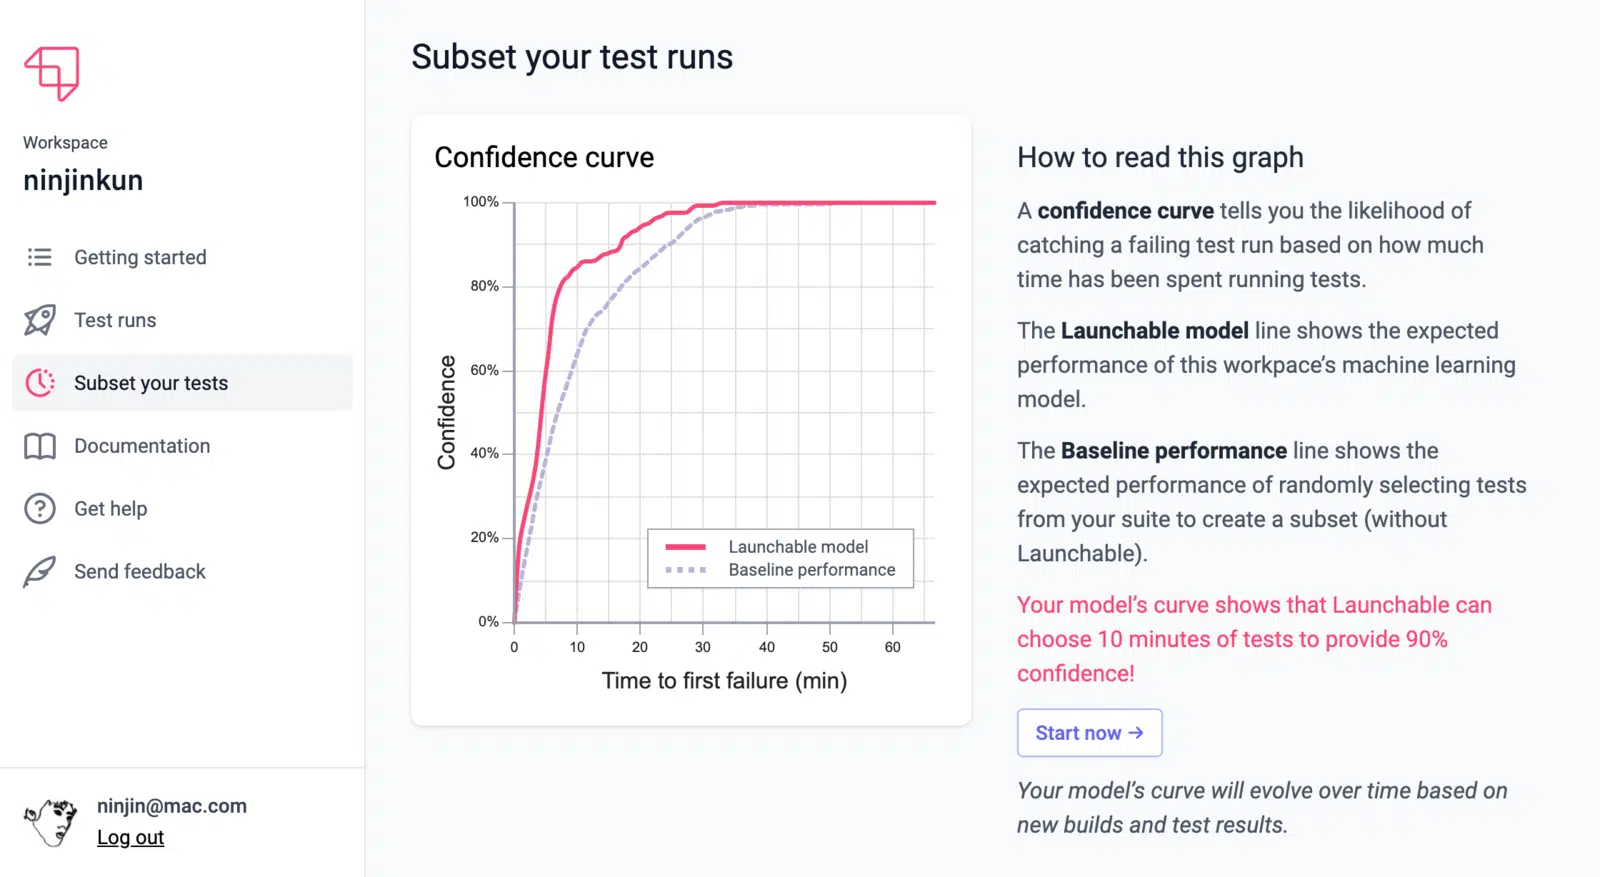 Workspace
ninjinkun
Getting started
Test runs
Subset your tests
Documentation
Get help
Send feedback
ninjin@mac.com
Log out
Subset your test runs
Confidence curve
100%
80%
60%
40%
20%
0%
Confidence
0 10 20 30 40 50 60
Time to first failure (min)
Launchable model
Baseline performance
How to read this graph
A confidence curve tells you the likelihood of
catching a failing test run based on how much
time has been spent running tests.
The Launchable model line shows the expected
performance of this workpace’s machine learning
model.
The Baseline performance line shows the
expected performance of randomly selecting tests
from your suite to create a subset (without
Launchable).
Your model’s curve shows that Launchable can
choose 10 minutes of tests to provide 90%
confidence!
Start now →
Your model’s curve will evolve over time based on
new builds and test results.